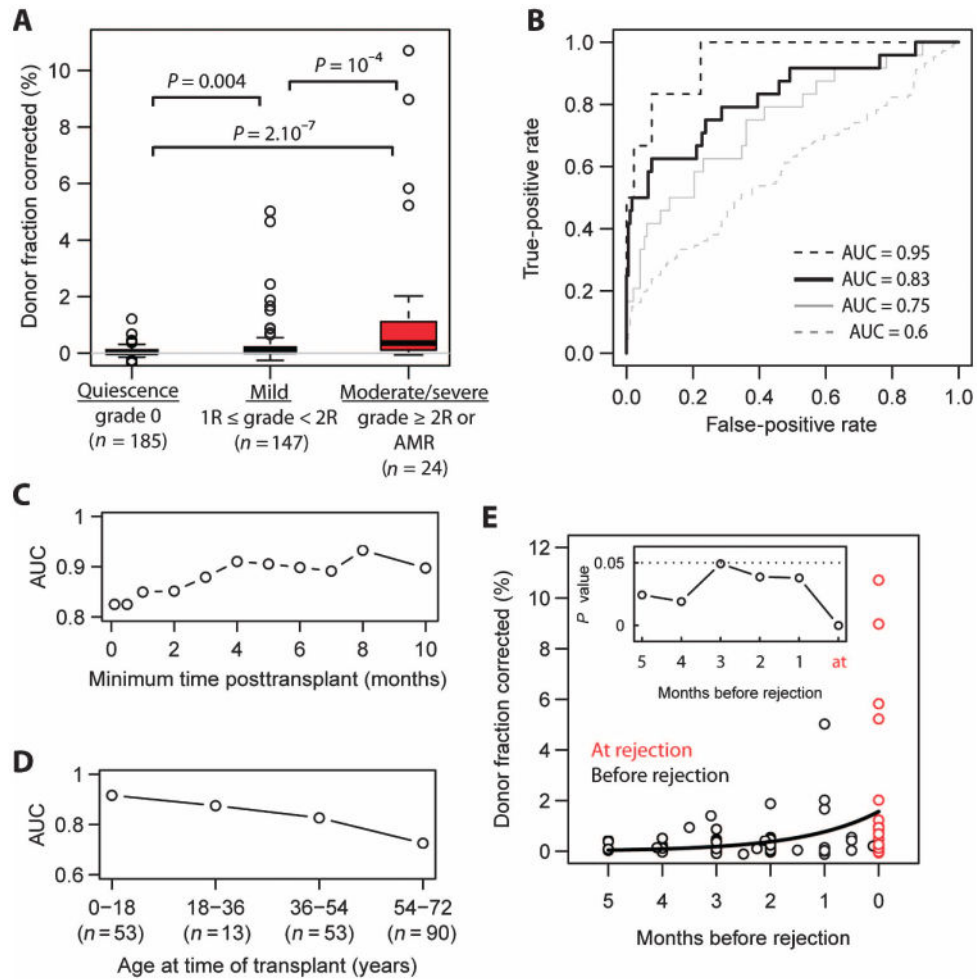 A
Donor fraction corrected (%)
10
8
6
4
2
0
P = 0.004
P = 10⁻⁴
P = 2.10⁻⁷
Quiescence
grade 0
(n = 185)
Mild
1R ≤ grade < 2R
(n = 147)
Moderate/severe
grade ≥ 2R or
AMR
(n = 24)
B
True-positive rate
1.0
0.8
0.6
0.4
0.2
0.0
AUC = 0.95
AUC = 0.83
AUC = 0.75
AUC = 0.6
0.0 0.2 0.4 0.6 0.8 1.0
False-positive rate
C
AUC
1
0.9
0.8
0 2 4 6 8 10
Minimum time posttransplant (months)
D
AUC
1
0.8
0.6
0–18 18–36 36–54 54–72
(n = 53) (n = 13) (n = 53) (n = 90)
Age at time of transplant (years)
E
Donor fraction corrected (%)
12
10
8
6
4
2
0
P value
0.05
0
5 4 3 2 1 at
Months before rejection
At rejection
Before rejection
5 4 3 2 1 0
Months before rejection